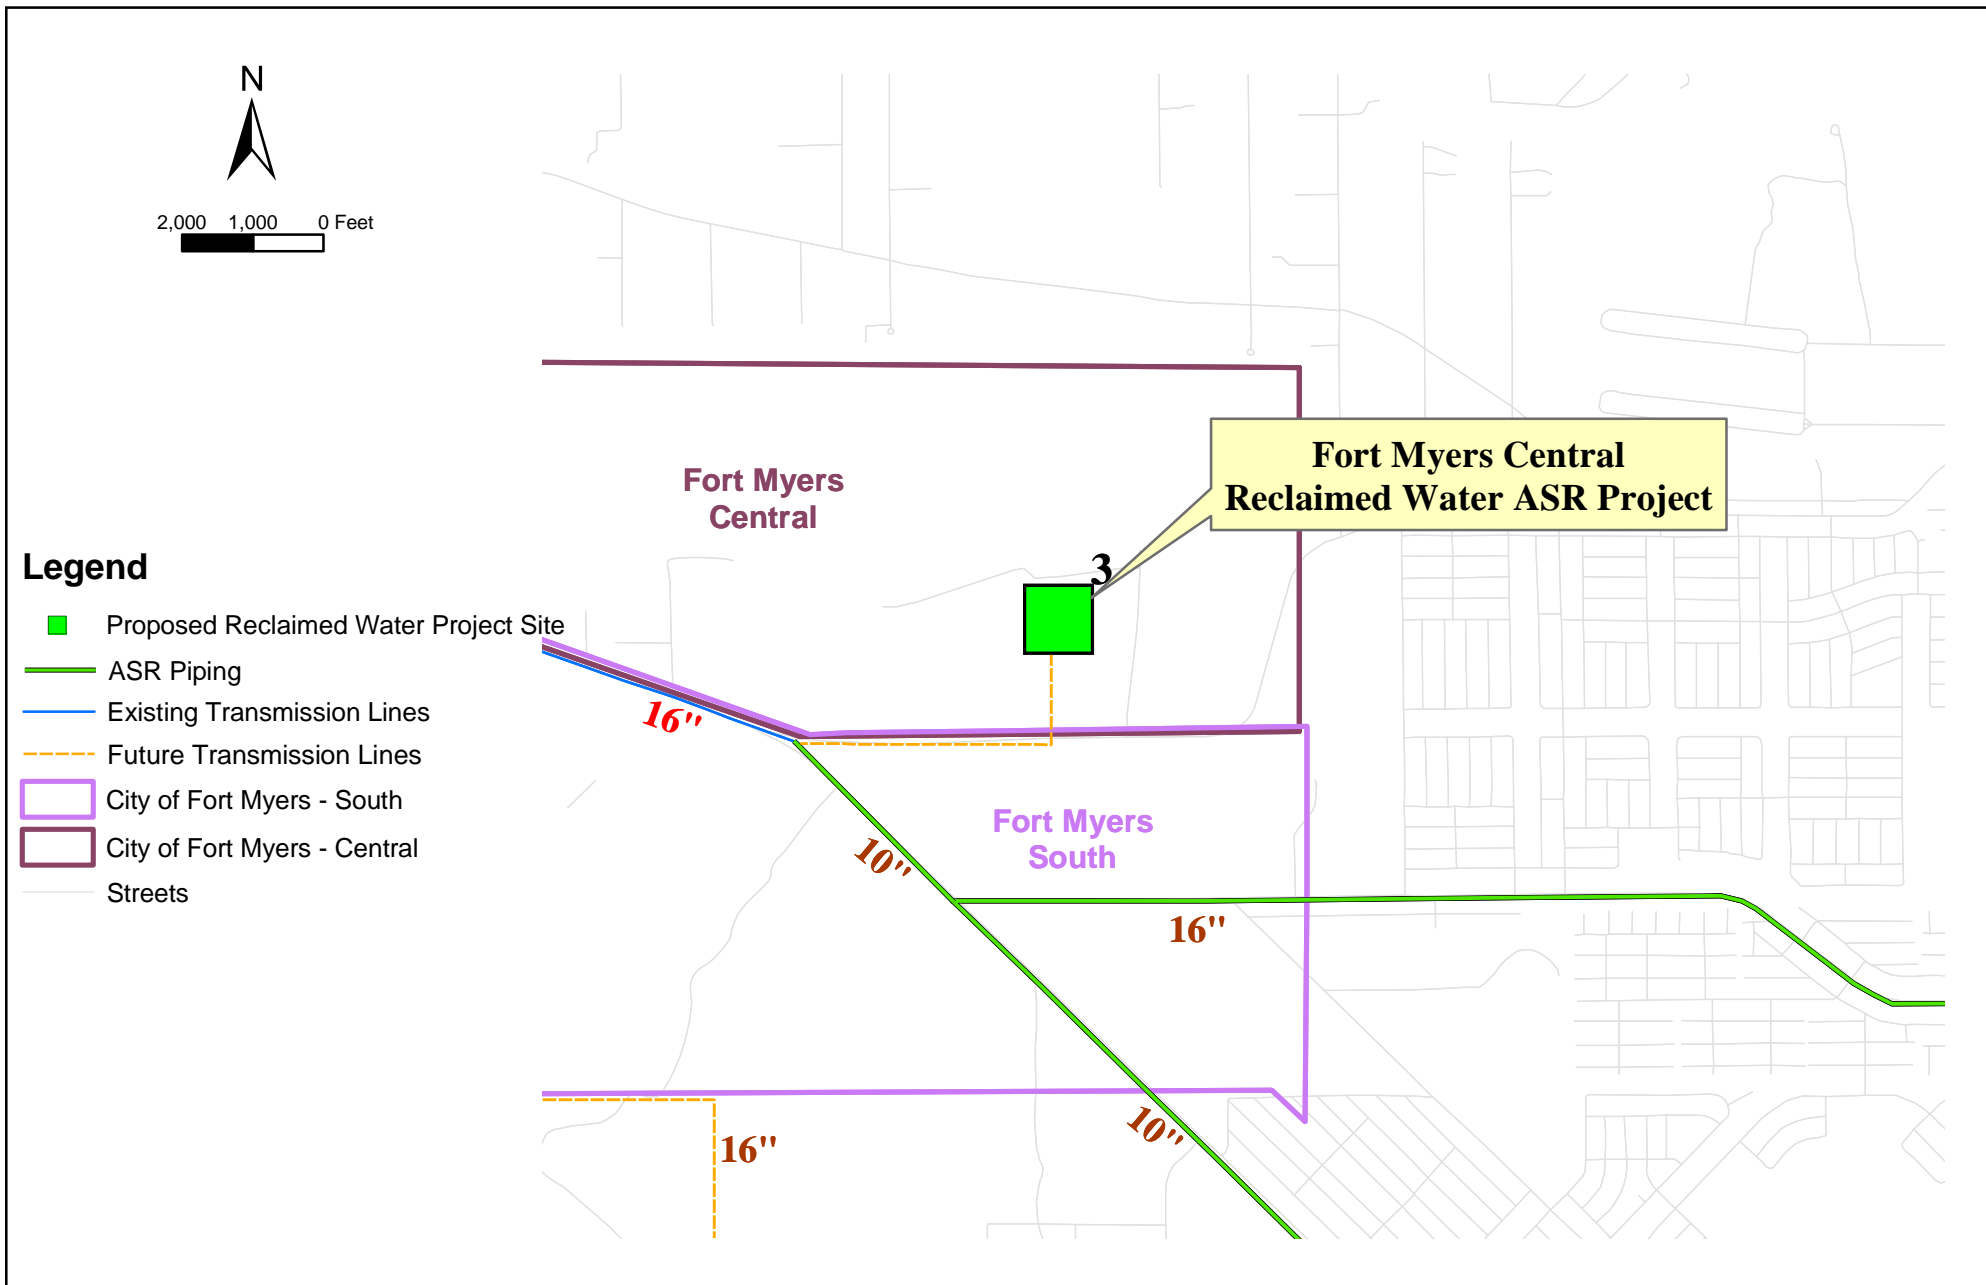 N
2,000 1,000 0 Feet
Fort Myers
Central
Fort Myers Central
Reclaimed Water ASR Project
3
Legend
Proposed Reclaimed Water Project Site
ASR Piping
Existing Transmission Lines
Future Transmission Lines
City of Fort Myers - South
City of Fort Myers - Central
Streets
16"
Fort Myers
South
10"
16"
10"
16"